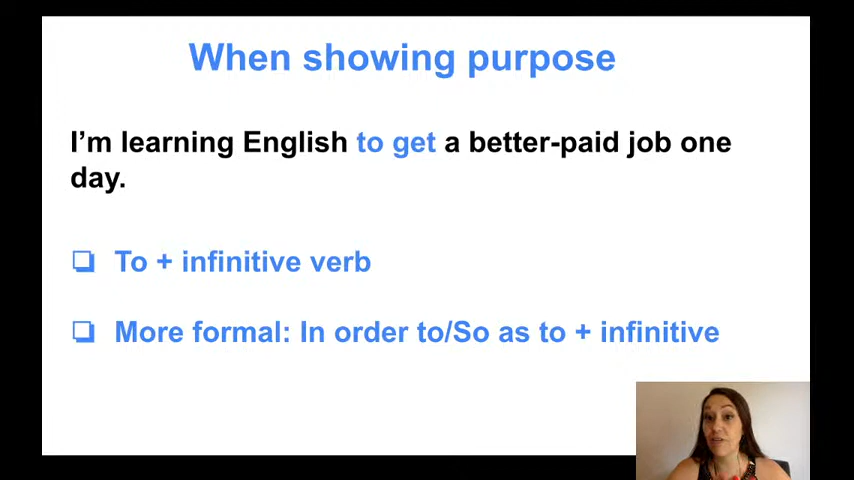 When showing purpose
I'm learning English to get a better-paid job one
day.
To + infinitive verb
More formal: In order to/So as to + infinitive